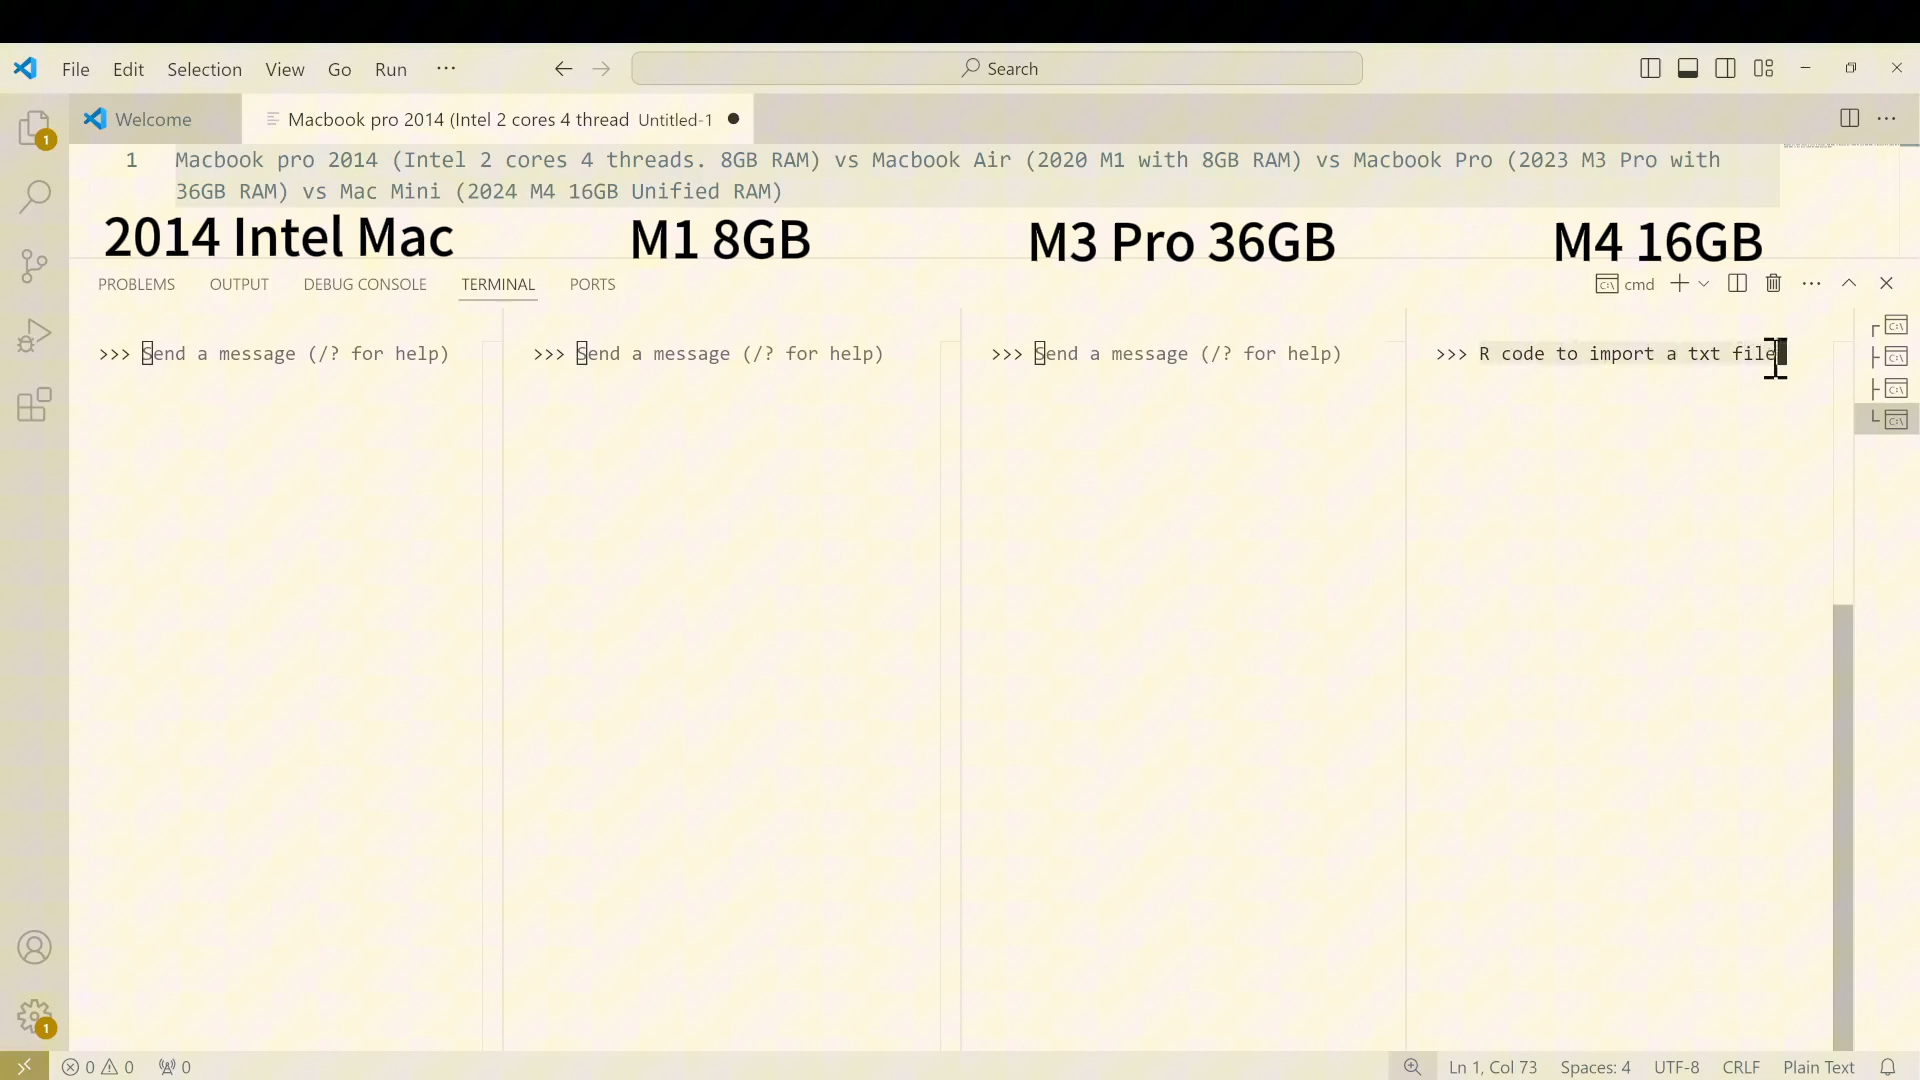 File Edit Selection View Go Run ··· Search
Welcome Macbook pro 2014 (Intel 2 cores 4 thread Untitled-1
1 Macbook pro 2014 (Intel 2 cores 4 threads. 8GB RAM) vs Macbook Air (2020 M1 with 8GB RAM) vs Macbook Pro (2023 M3 Pro with
36GB RAM) vs Mac Mini (2024 M4 16GB Unified RAM)
2014 Intel Mac M1 8GB M3 Pro 36GB M4 16GB
PROBLEMS OUTPUT DEBUG CONSOLE TERMINAL PORTS cmd
>>> Send a message (/? for help) >>> Send a message (/? for help) >>> Send a message (/? for help) >>> R code to import a txt file
1
1
0 0 0 Ln 1, Col 73 Spaces: 4 UTF-8 CRLF Plain Text